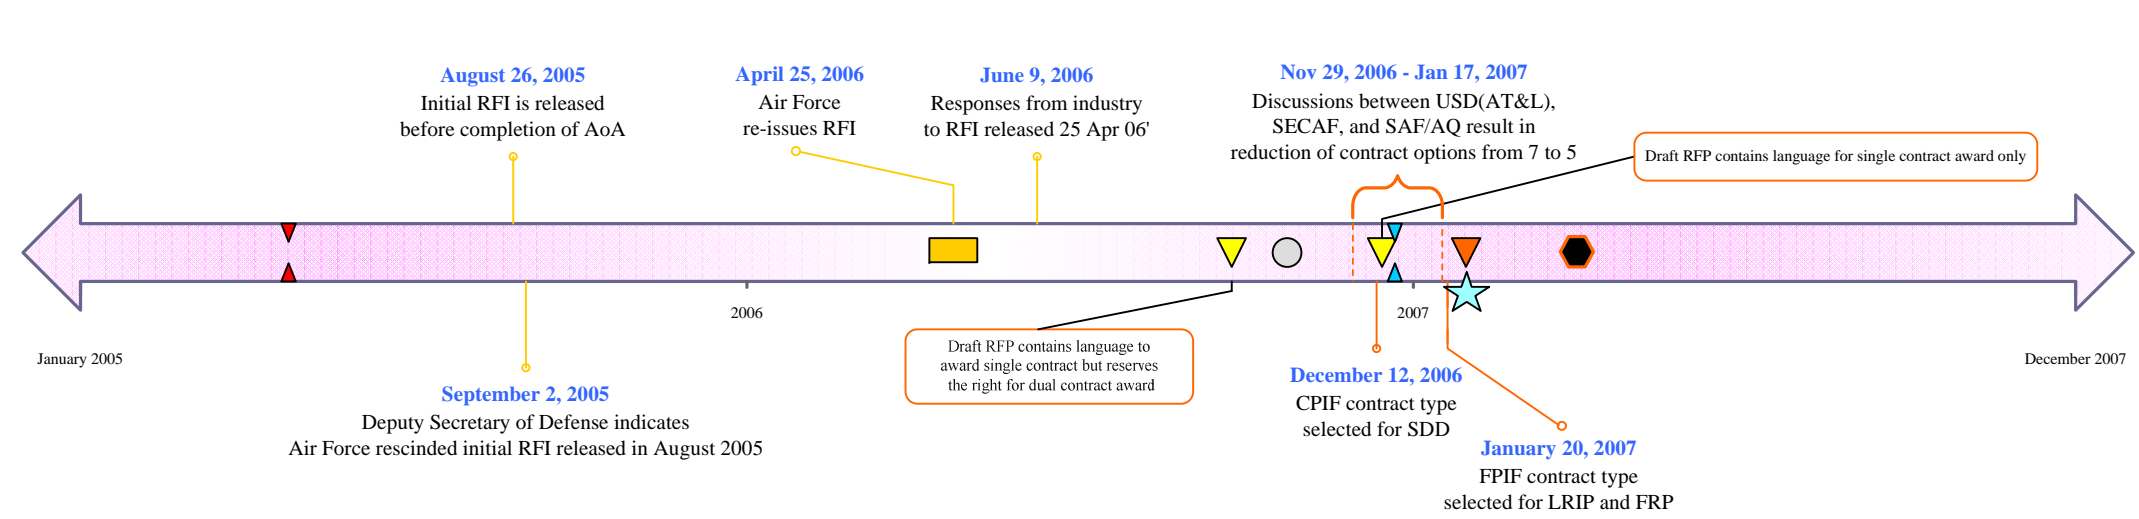 August 26, 2005
Initial RFI is released
before completion of AoA
April 25, 2006
Air Force
re-issues RFI
June 9, 2006
Responses from industry
to RFI released 25 Apr 06'
Nov 29, 2006 - Jan 17, 2007
Discussions between USD(AT&L),
SECAF, and SAF/AQ result in
reduction of contract options from 7 to 5
Draft RFP contains language for single contract award only
2006
2007
January 2005
December 2007
Draft RFP contains language to
award single contract but reserves
the right for dual contract award
September 2, 2005
Deputy Secretary of Defense indicates
Air Force rescinded initial RFI released in August 2005
December 12, 2006
CPIF contract type
selected for SDD
January 20, 2007
FPIF contract type
selected for LRIP and FRP